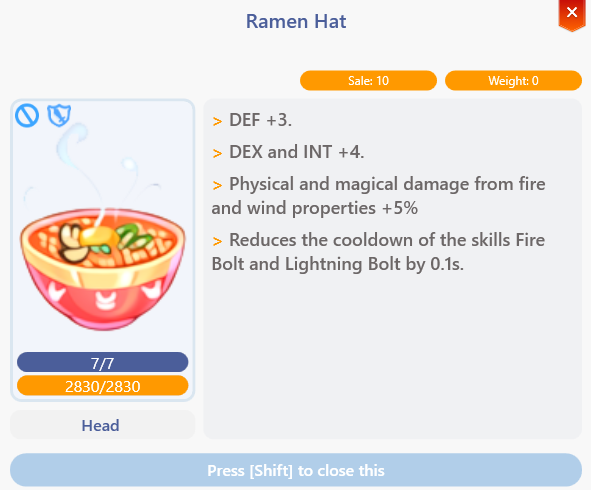 Ramen Hat
Sale: 10
Weight: 0
> DEF +3.
> DEX and INT +4.
> Physical and magical damage from fire
and wind properties +5%
> Reduces the cooldown of the skills Fire
Bolt and Lightning Bolt by 0.1s.
7/7
2830/2830
Head
Press [Shift] to close this